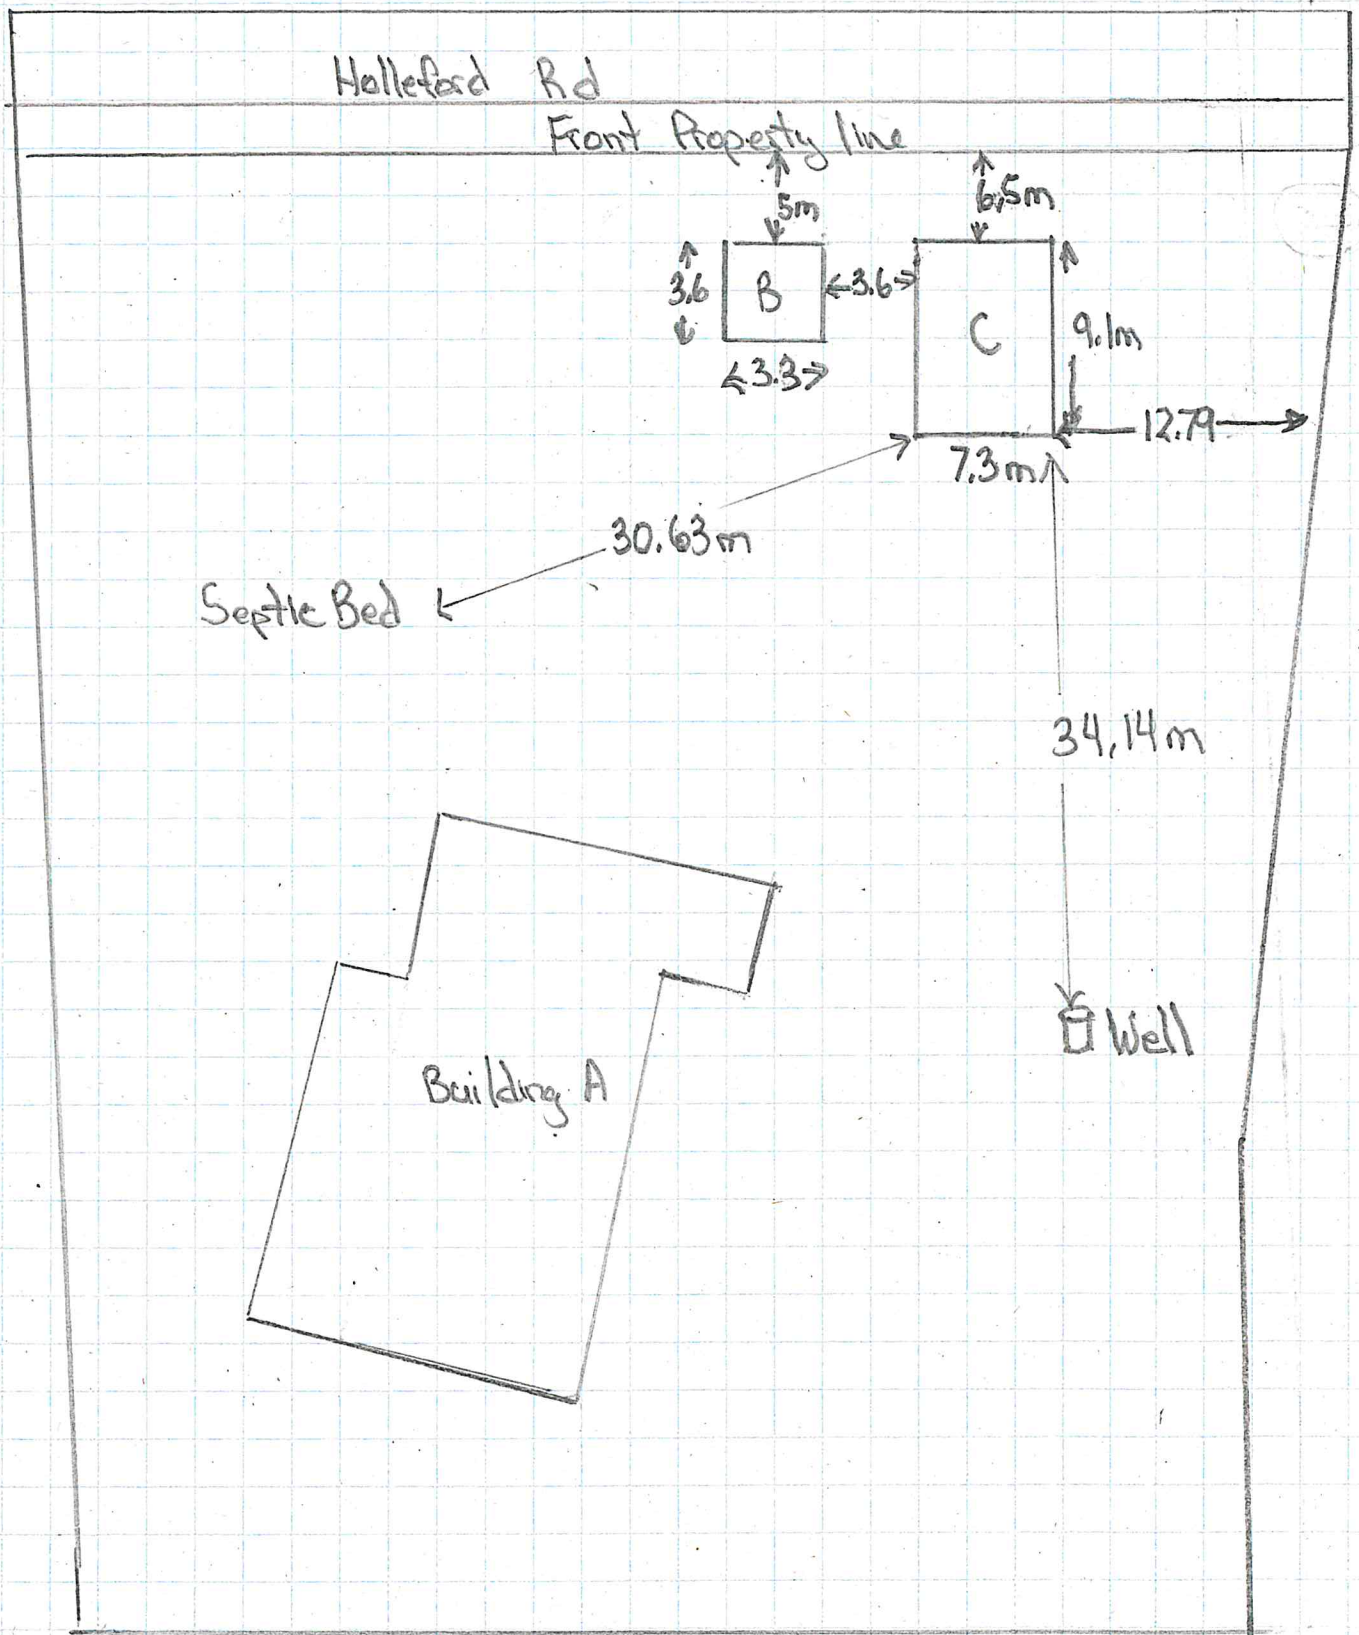 Holleford Rd
Front Property line
5m
6.5m
3.6
B
3.6
C
9.1m
3.3
12.79
7.3m
30.63m
Septic Bed
34.14m
Well
Building A